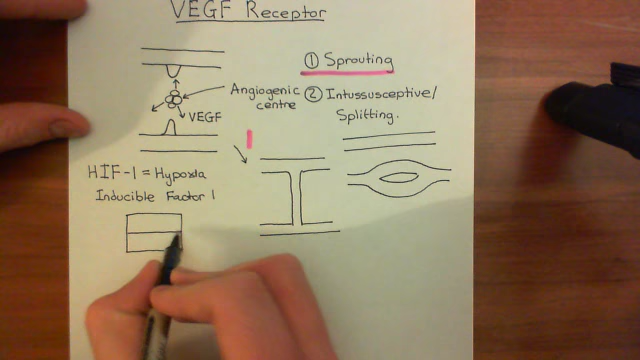 VEGF Receptor
① Sprouting
Angiogenic
centre
② Intussusceptive/
Splitting.
VEGF
HIF-1 = Hypoxia
Inducible Factor 1